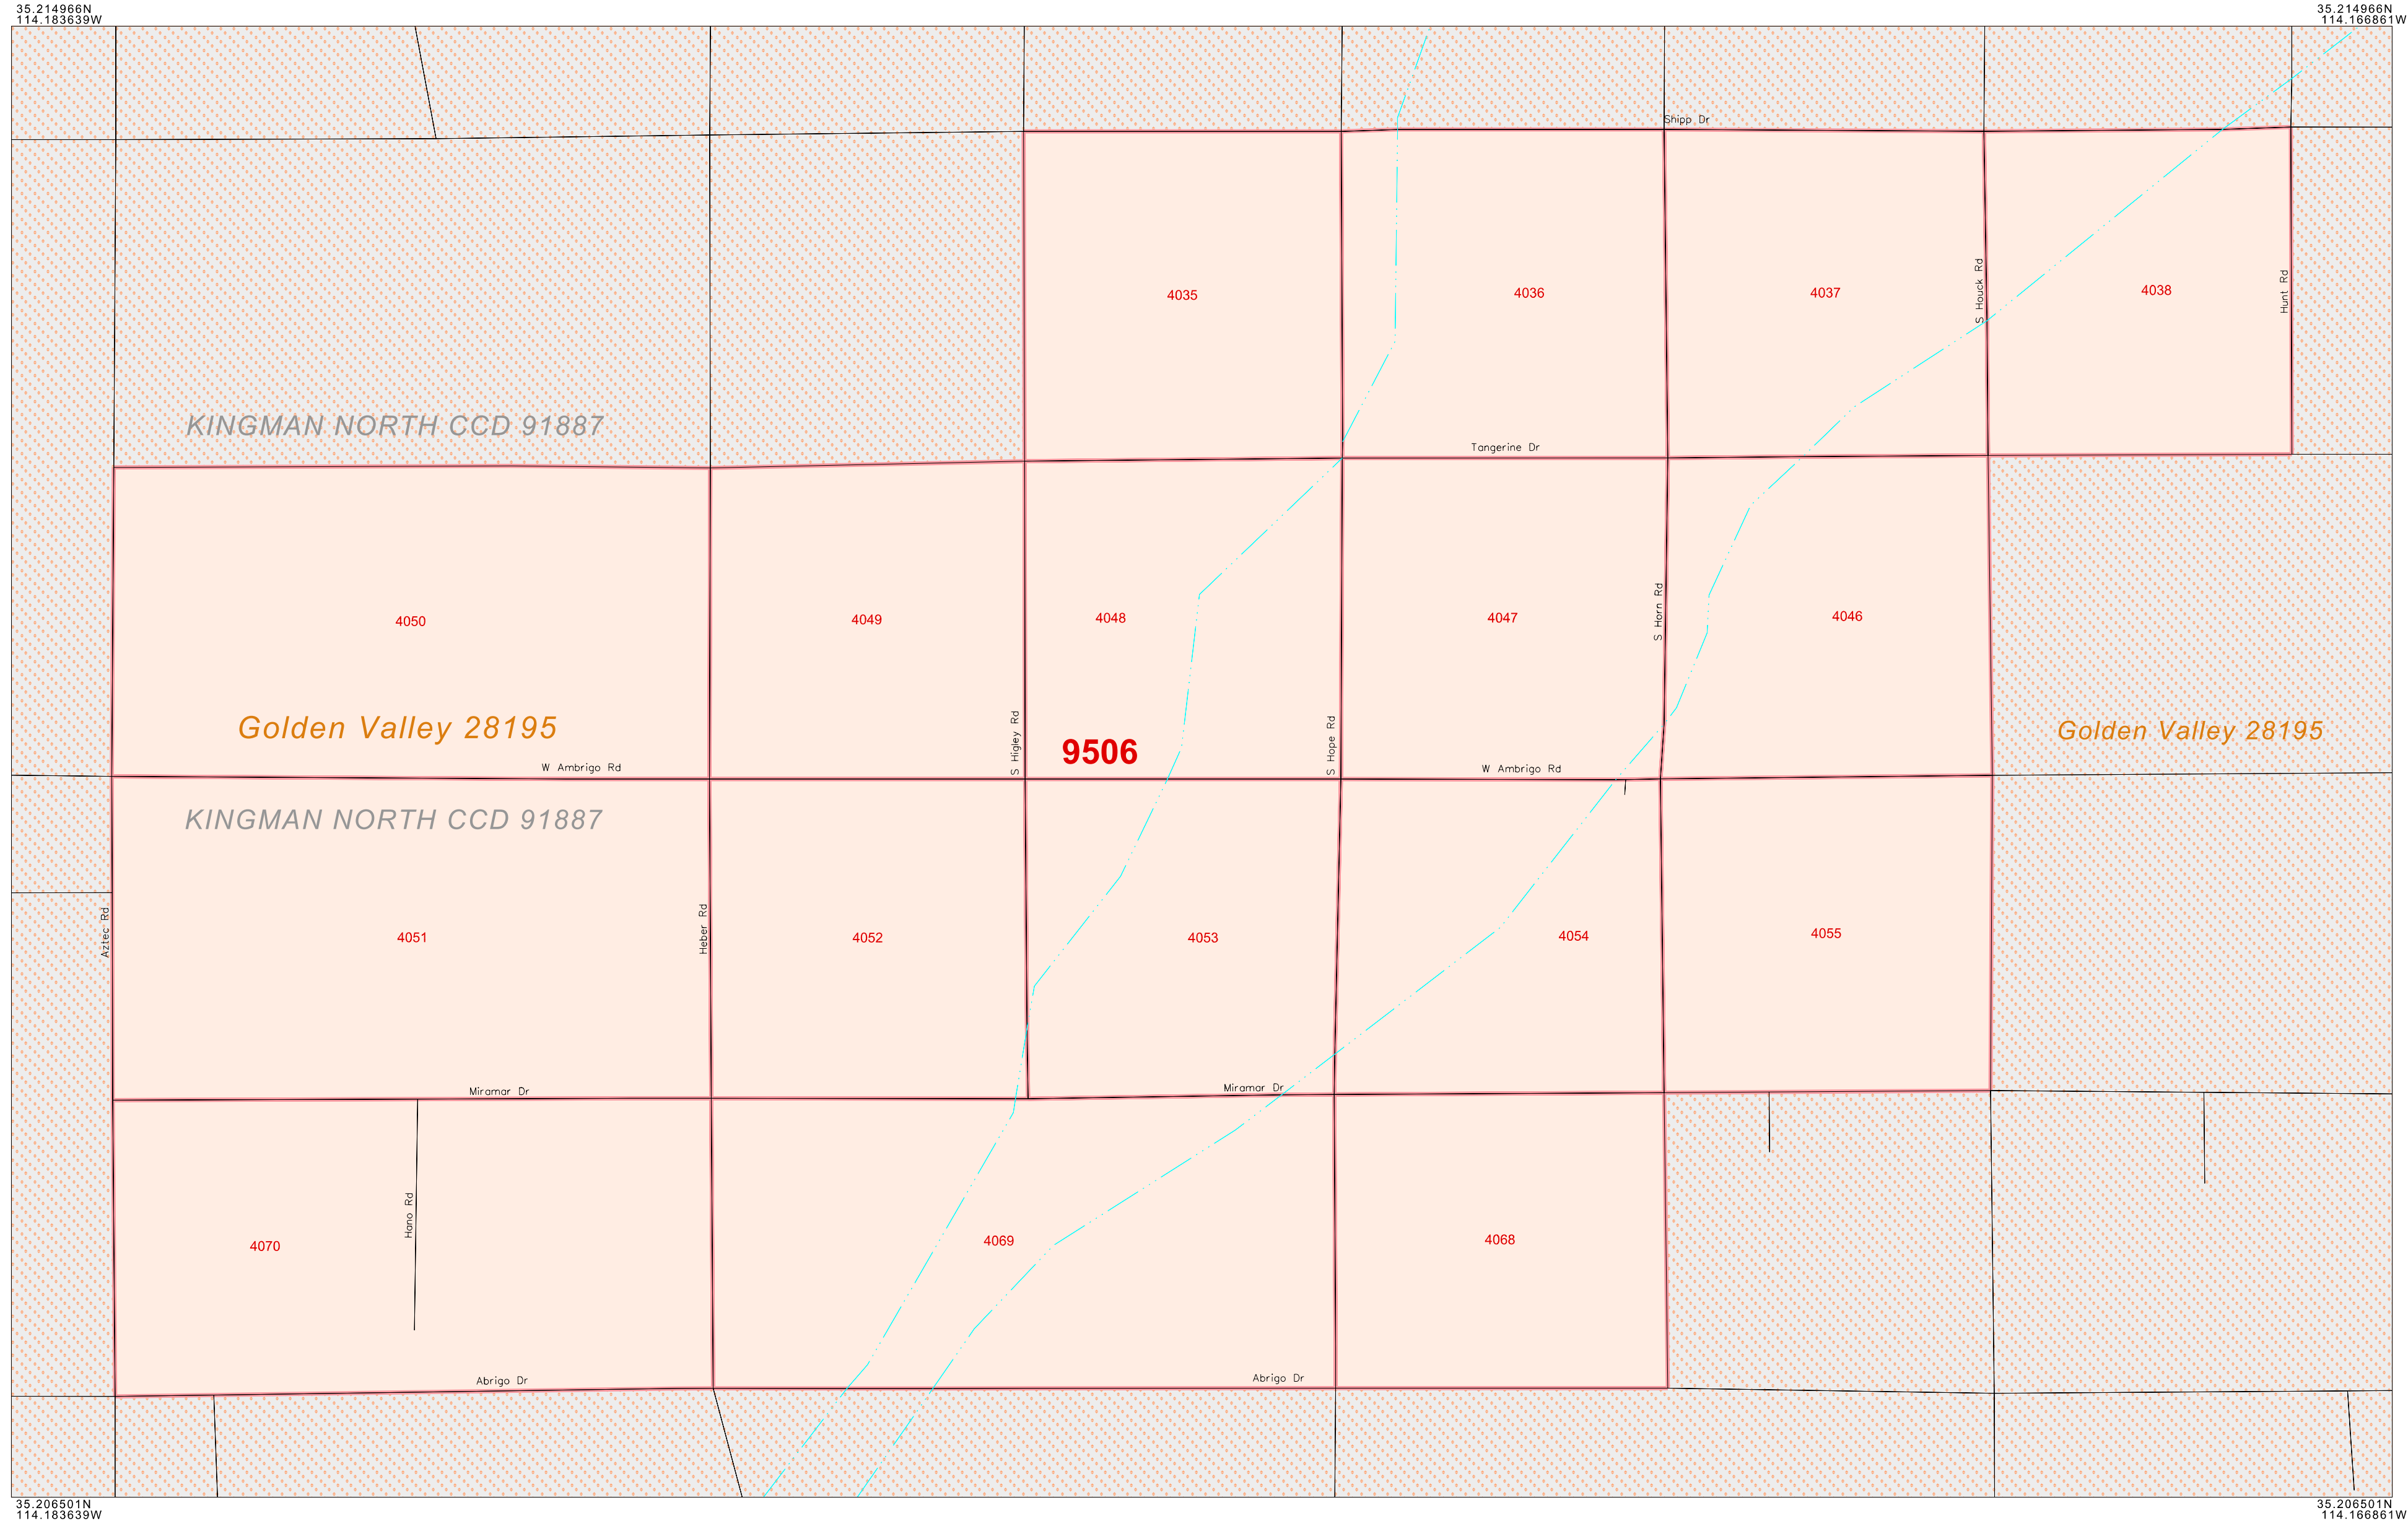 35.214966N
114.183639W
35.214966N
114.166861W
Shipp Dr
S Houck Rd
Hunt Rd
4035
4036
4037
4038
KINGMAN NORTH CCD 91887
Tangerine Dr
S Horn Rd
4050
4049
4048
4047
4046
Golden Valley 28195
S Higley Rd
9506
S Hope Rd
Golden Valley 28195
W Ambrigo Rd
W Ambrigo Rd
KINGMAN NORTH CCD 91887
Aztec Rd
4051
Heber Rd
4052
4053
4054
4055
Miramar Dr
Miramar Dr
Hano Rd
4070
4069
4068
Abrigo Dr
Abrigo Dr
35.206501N
114.183639W
35.206501N
114.166861W